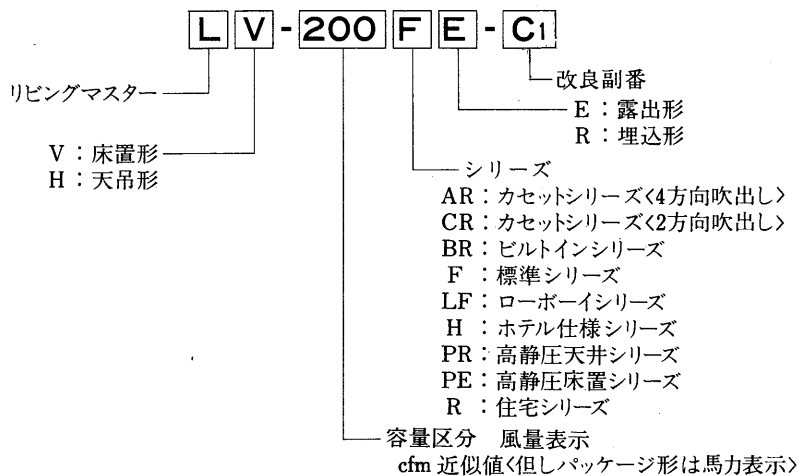 LV-200FE-C1
改良副番
リビングマスター
E：露出形
R：埋込形
V：床置形
H：天吊形
シリーズ
AR：カセットシリーズ〈4方向吹出し〉
CR：カセットシリーズ〈2方向吹出し〉
BR：ビルトインシリーズ
F：標準シリーズ
LF：ローボーイシリーズ
H：ホテル仕様シリーズ
PR：高静圧天井シリーズ
PE：高静圧床置シリーズ
R：住宅シリーズ
容量区分　風量表示
cfm近似値〈但しパッケージ形は馬力表示〉